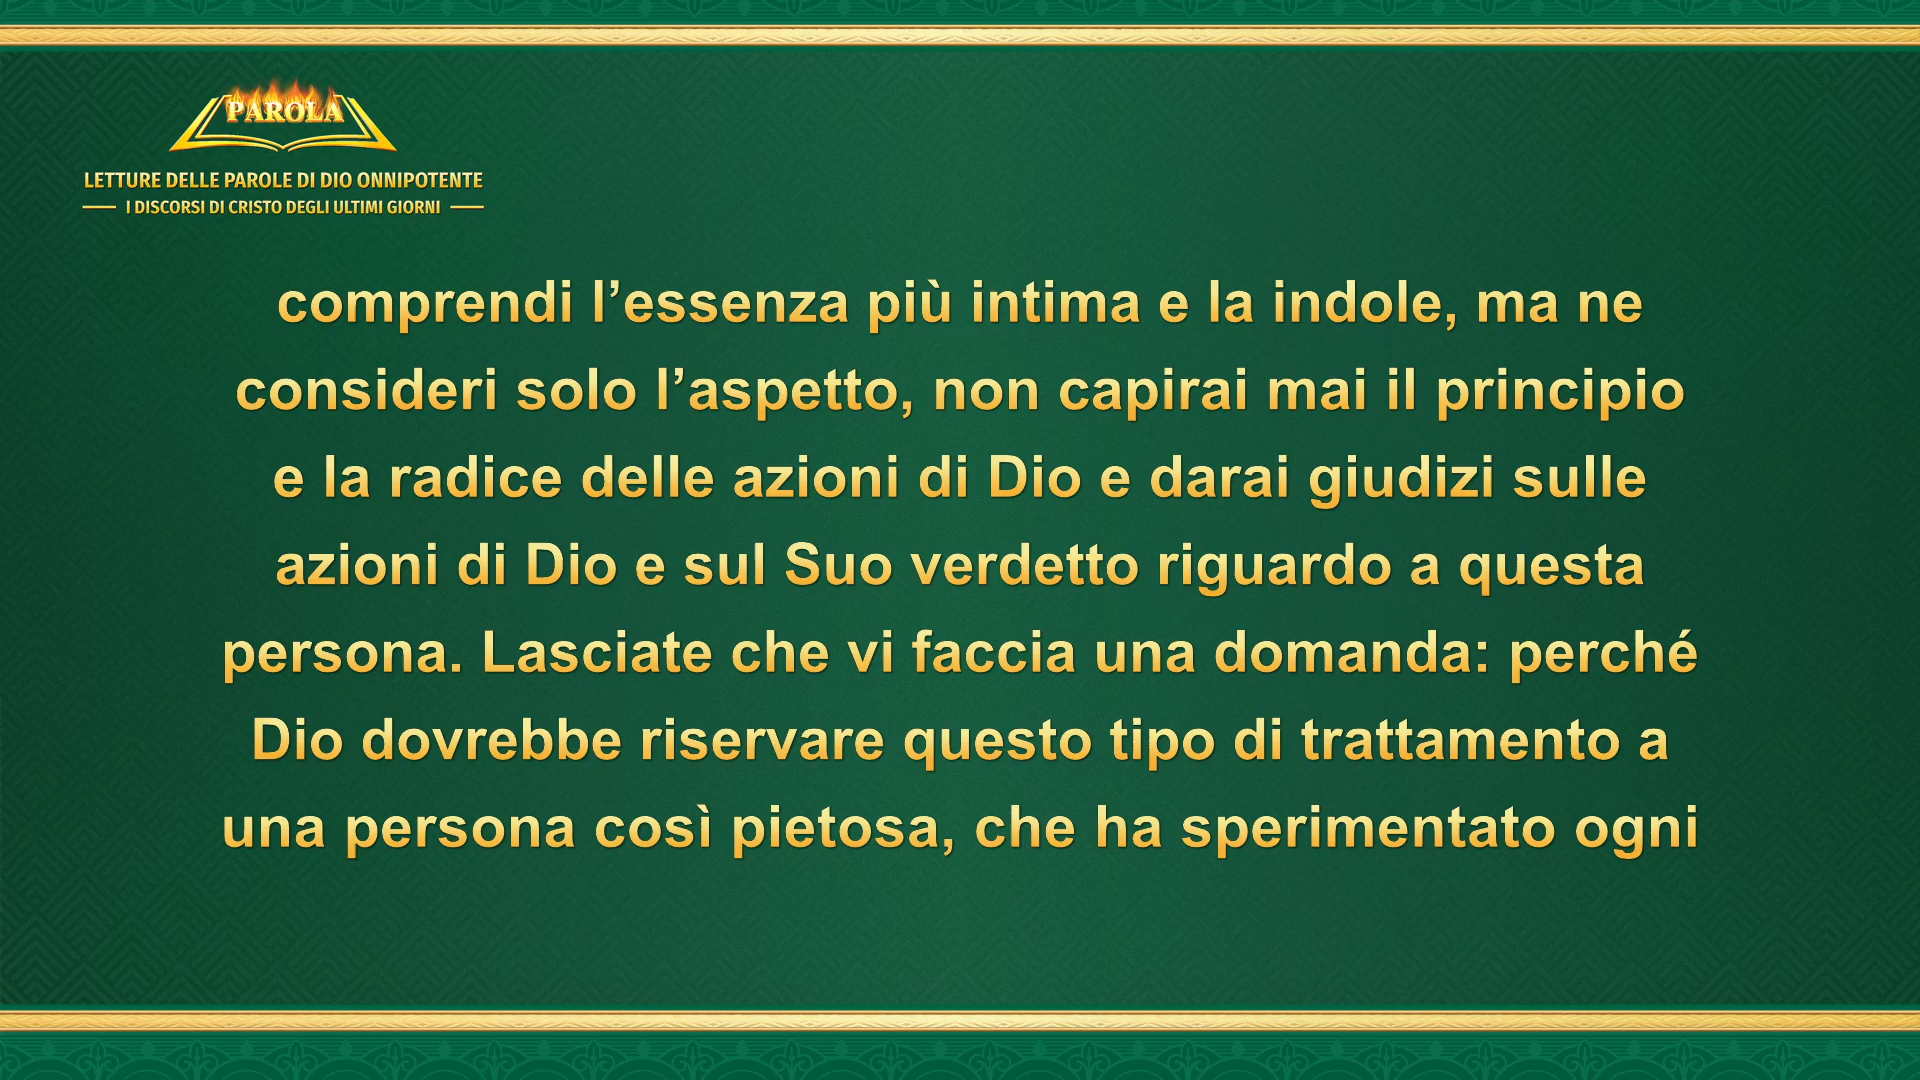 PAROLA
LETTURE DELLE PAROLE DI DIO ONNIPOTENTE
I DISCORSI DI CRISTO DEGLI ULTIMI GIORNI
comprendi l’essenza più intima e la indole, ma ne
consideri solo l’aspetto, non capirai mai il principio
e la radice delle azioni di Dio e darai giudizi sulle
azioni di Dio e sul Suo verdetto riguardo a questa
persona. Lasciate che vi faccia una domanda: perché
Dio dovrebbe riservare questo tipo di trattamento a
una persona così pietosa, che ha sperimentato ogni